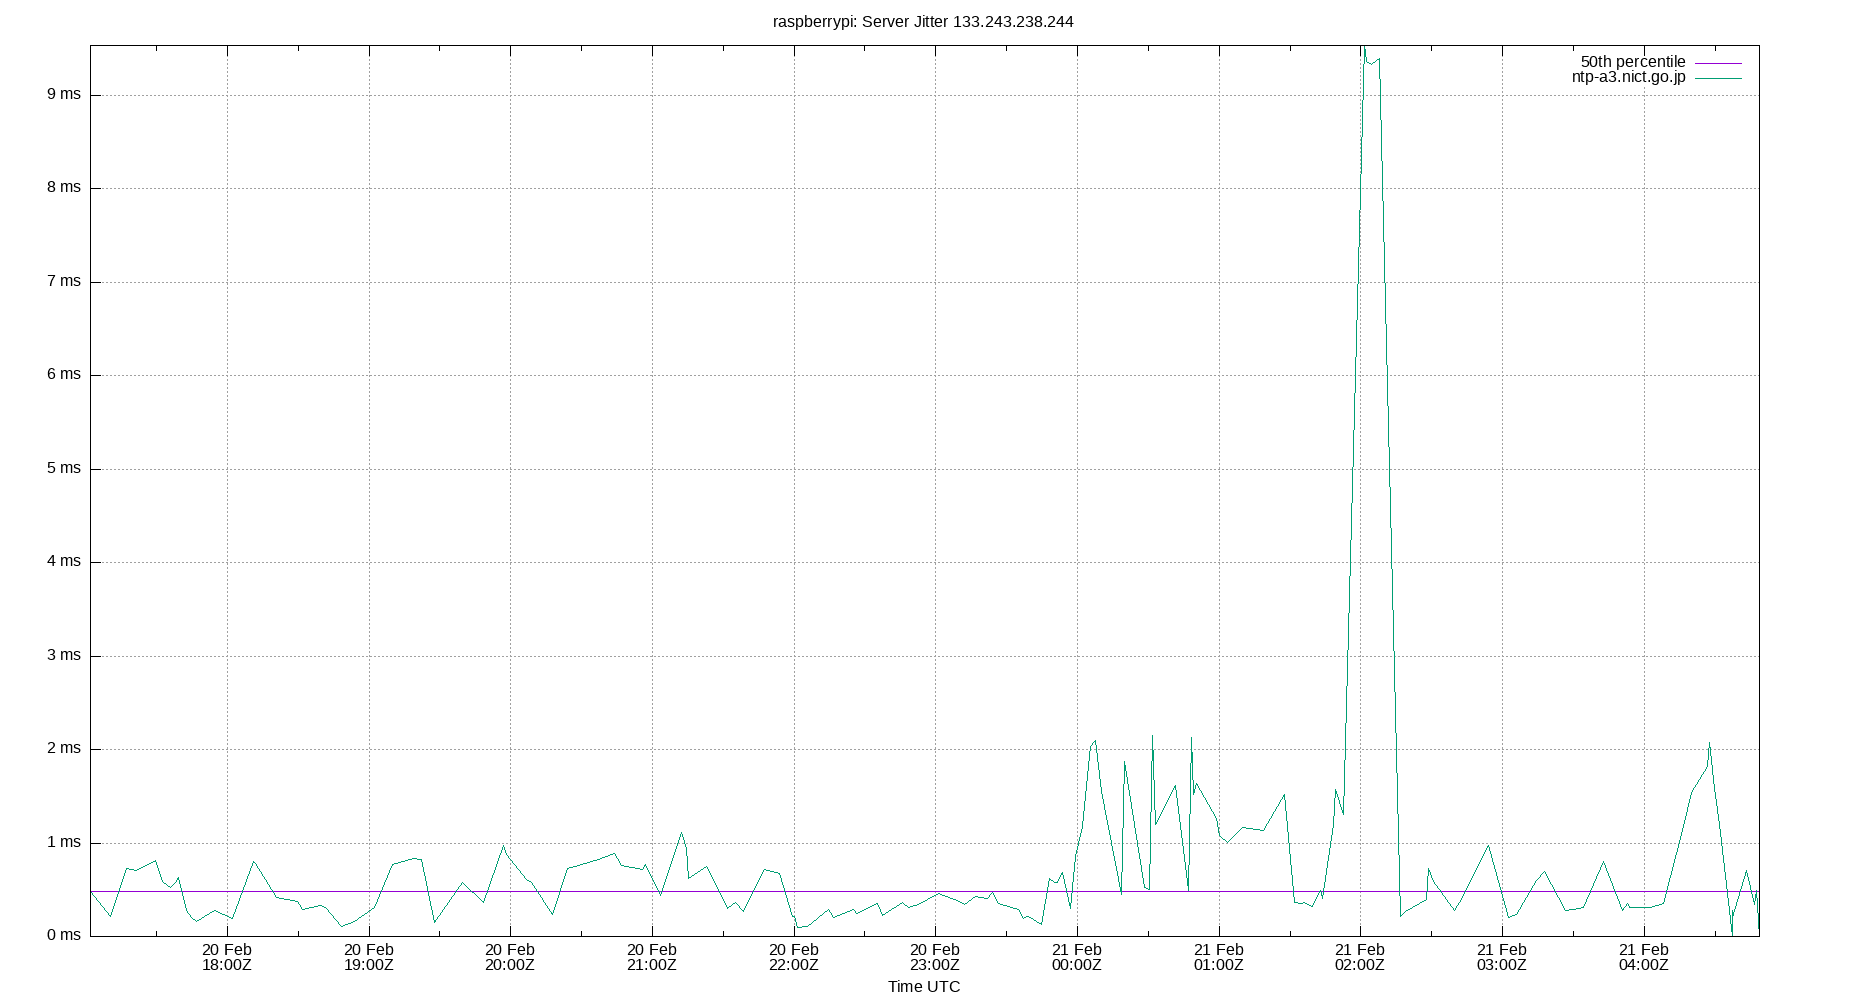 raspberrypi: Server Jitter 133.243.238.244
50th percentile
ntp-a3.nict.go.jp
9 ms
8 ms
7 ms
6 ms
5 ms
4 ms
3 ms
2 ms
1 ms
0 ms
20 Feb 20 Feb 20 Feb 20 Feb 20 Feb 20 Feb 21 Feb 21 Feb 21 Feb 21 Feb 21 Feb
18:00Z 19:00Z 20:00Z 21:00Z 22:00Z 23:00Z 00:00Z 01:00Z 02:00Z 03:00Z 04:00Z
Time UTC